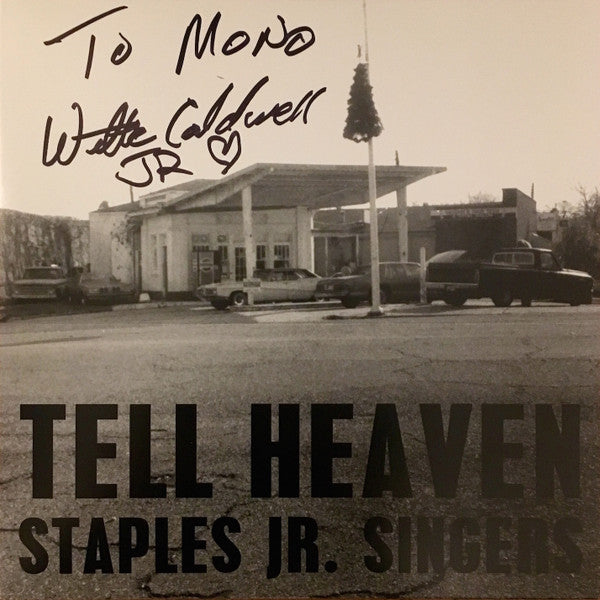 To Mono
Willie Caldwell
JR
TELL HEAVEN
STAPLES JR. SINGERS